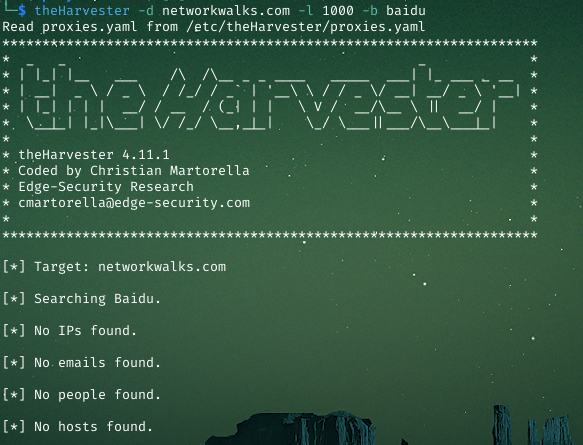 └─$ theHarvester -d networkwalks.com -l 1000 -b baidu
Read proxies.yaml from /etc/theHarvester/proxies.yaml
*******************************************************************
theHarvester
* theHarvester 4.11.1 *
* Coded by Christian Martorella *
* Edge-Security Research *
* cmartorella@edge-security.com *
* *
*******************************************************************
[*] Target: networkwalks.com
[*] Searching Baidu.
[*] No IPs found.
[*] No emails found.
[*] No people found.
[*] No hosts found.